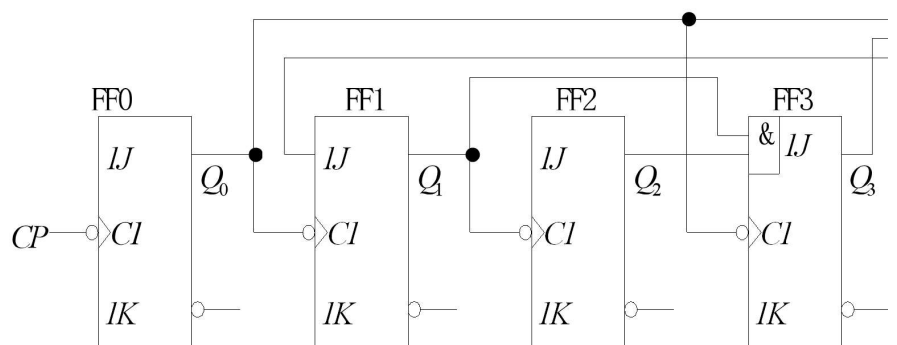 FF0 FF1 FF2 FF3
1J 1J 1J & 1J
Q0 Q1 Q2 Q3
CP C1 C1 C1 C1
1K 1K 1K 1K